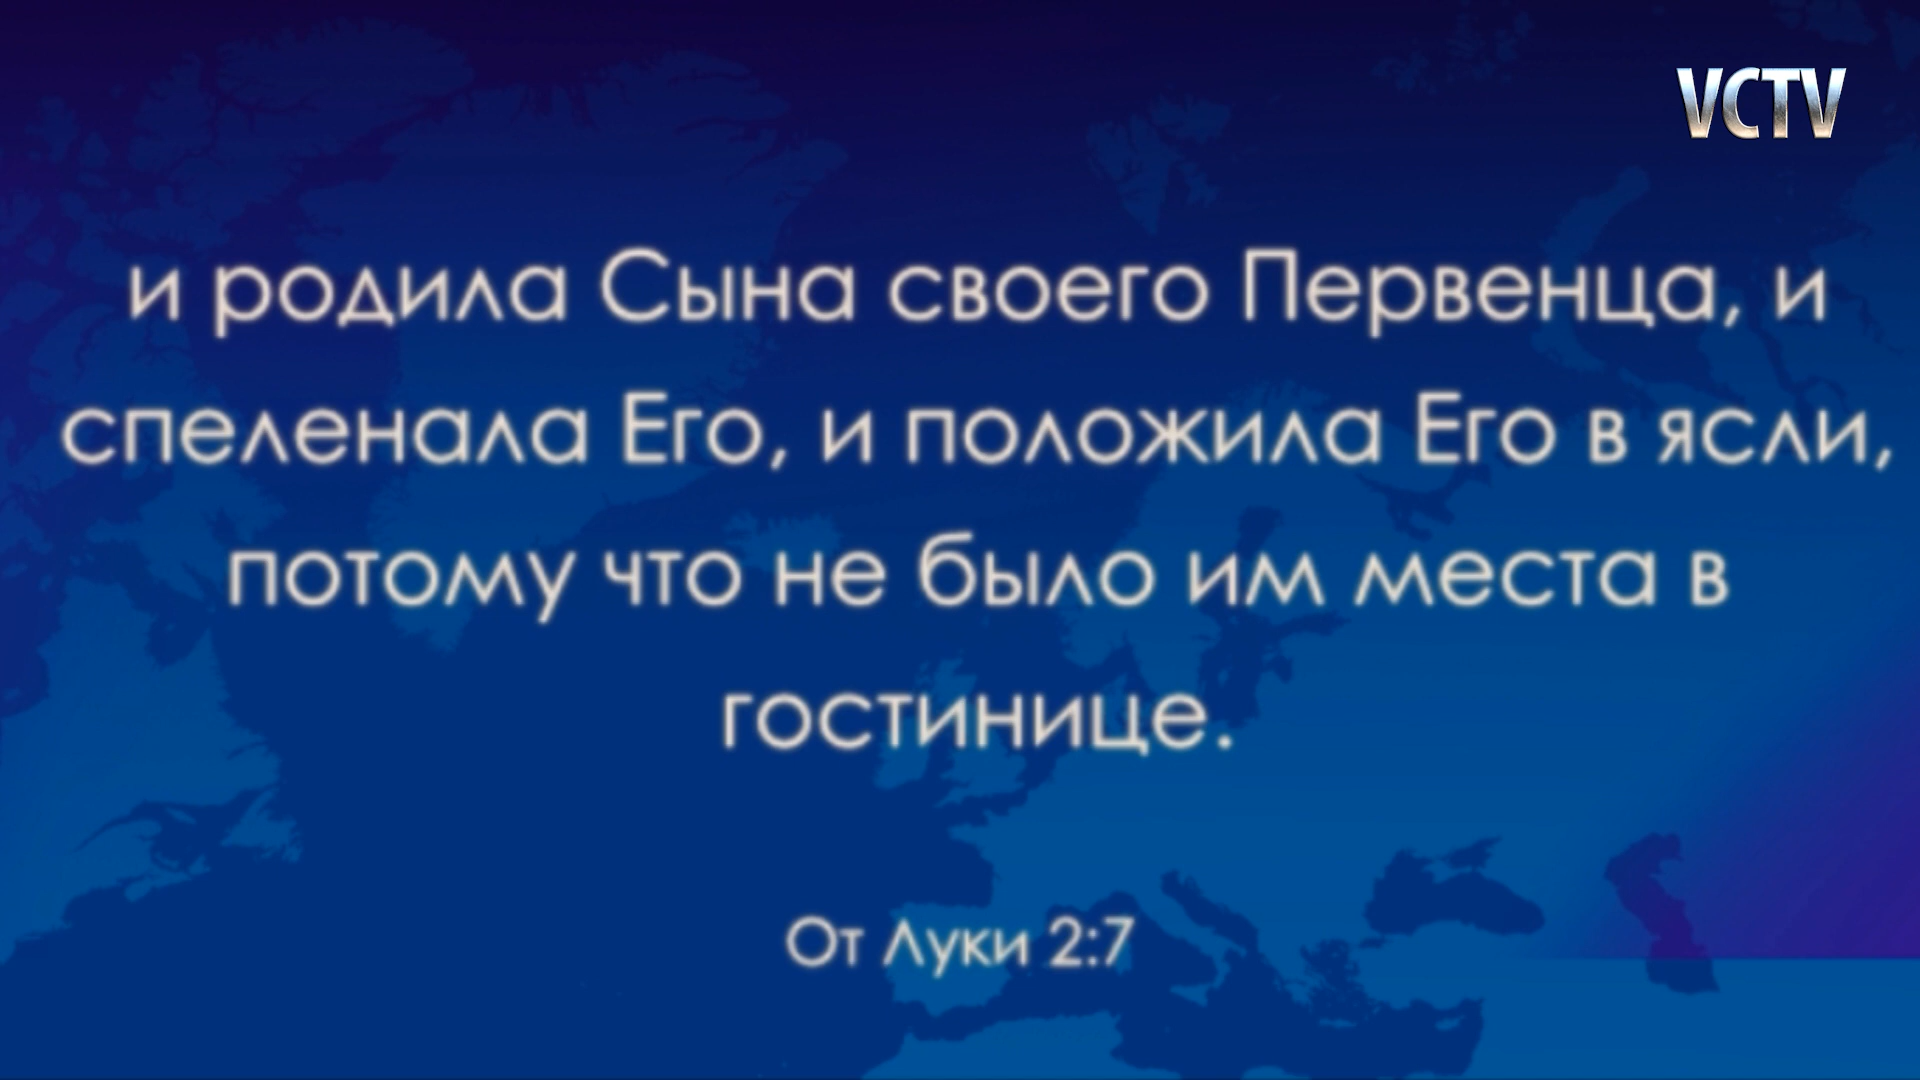 VCTV
и родила Сына своего Первенца, и
спеленала Его, и положила Его в ясли,
потому что не было им места в
гостинице.
От Луки 2:7